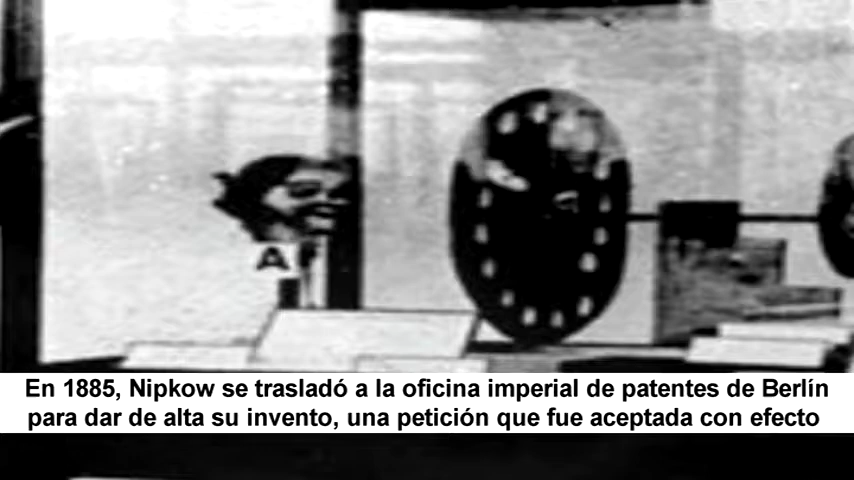 A
En 1885, Nipkow se trasladó a la oficina imperial de patentes de Berlín
para dar de alta su invento, una petición que fue aceptada con efecto